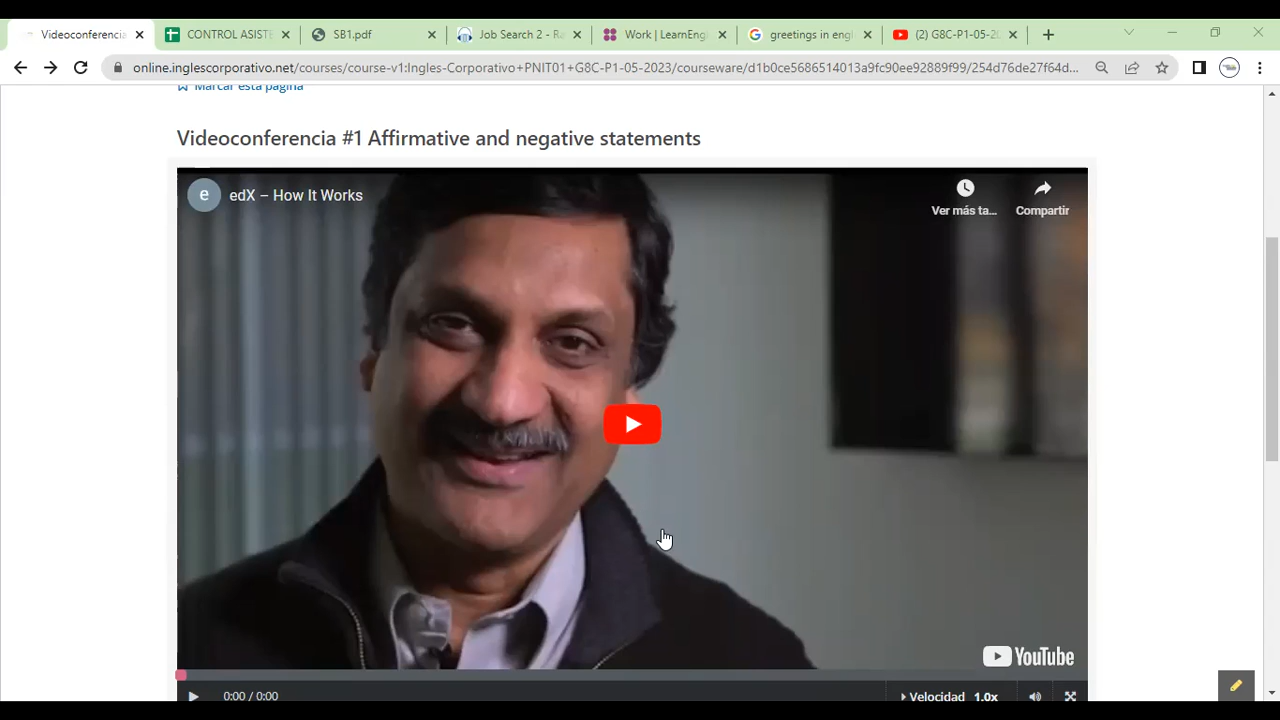 Videoconferencia
CONTROL ASISTE
SB1.pdf
Job Search 2 - Ra
Work | LearnEng
greetings in engl
(2) G8C-P1-05-20
online.inglescorporativo.net/courses/course-v1:Ingles-Corporativo+PNIT01+G8C-P1-05-2023/courseware/d1b0ce5686514013a9fc90ee92889f99/254d76de27f64d...
Marcar esta página
Videoconferencia #1 Affirmative and negative statements
e
edX – How It Works
Ver más ta...
Compartir
YouTube
0:00 / 0:00
Velocidad 1.0x